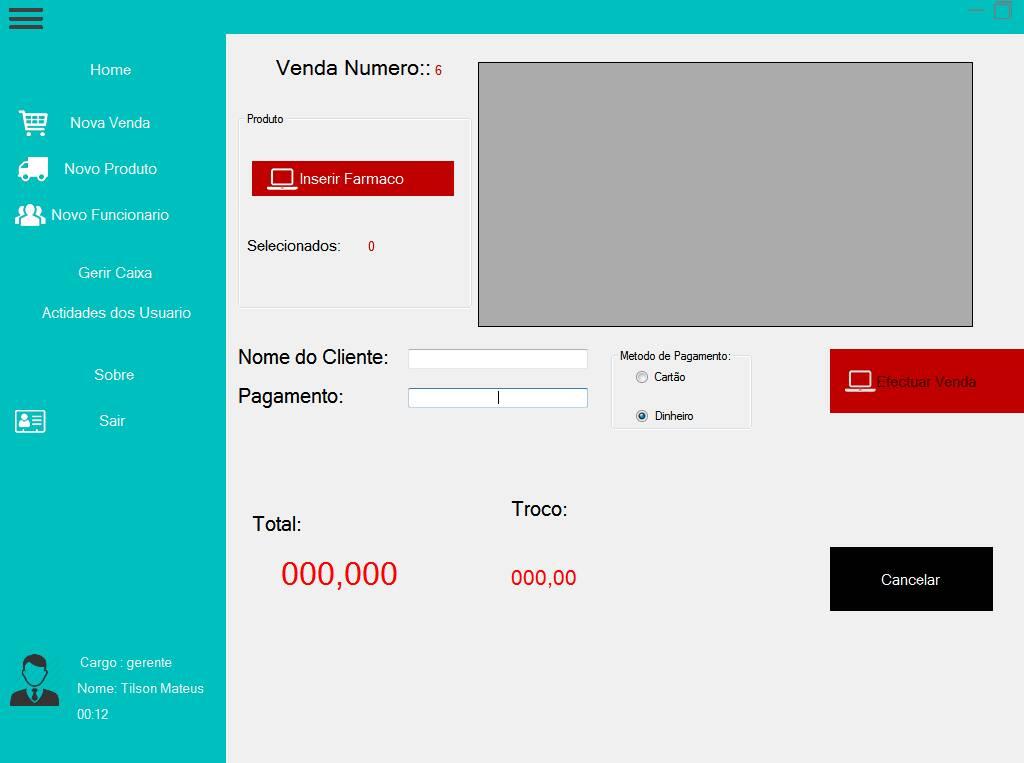 Home
Nova Venda
Novo Produto
Novo Funcionario
Gerir Caixa
Actidades dos Usuario
Sobre
Sair
Cargo : gerente
Nome: Tilson Mateus
00:12
Venda Numero:: 6
Produto
Inserir Farmaco
Selecionados: 0
Nome do Cliente:
Pagamento:
Metodo de Pagamento:
Cartão
Dinheiro
Efectuar Venda
Total:
000,000
Troco:
000,00
Cancelar